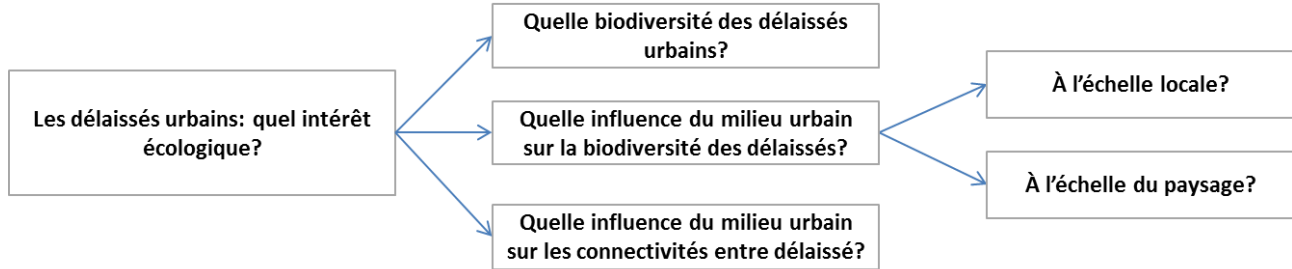 Quelle biodiversité des délaissés
urbains?
Les délaissés urbains: quel intérêt
écologique?
Quelle influence du milieu urbain
sur la biodiversité des délaissés?
À l’échelle locale?
À l’échelle du paysage?
Quelle influence du milieu urbain
sur les connectivités entre délaissé?